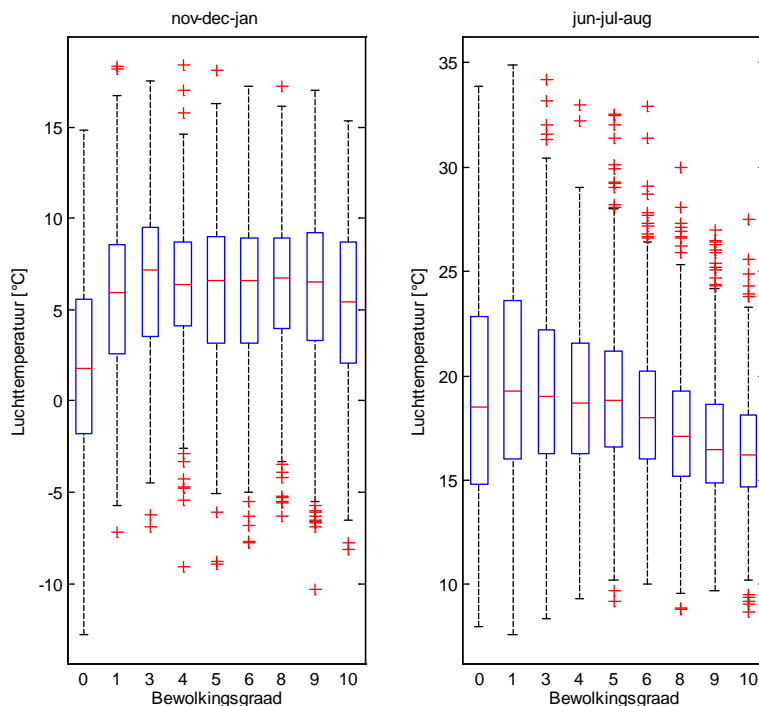 nov-dec-jan
Luchttemperatuur [°C]
15
10
5
0
-5
-10
0 1 3 4 5 6 8 9 10
Bewolkingsgraad
jun-jul-aug
Luchttemperatuur [°C]
35
30
25
20
15
10
0 1 3 4 5 6 8 9 10
Bewolkingsgraad